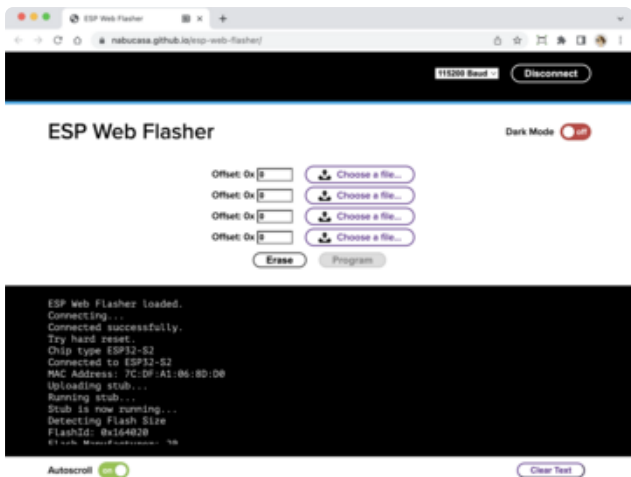 ESP Web Flasher
nabucasa.github.io/esp-web-flasher/
115200 Baud Disconnect
ESP Web Flasher
Dark Mode off
Offset: 0x 0 Choose a file...
Offset: 0x 0 Choose a file...
Offset: 0x 0 Choose a file...
Offset: 0x 0 Choose a file...
Erase Program
ESP Web Flasher loaded.
Connecting...
Connected successfully.
Try hard reset.
Chip type ESP32-S2
Connected to ESP32-S2
MAC Address: 7C:DF:A1:06:8D:D0
Uploading stub...
Running stub...
Stub is now running...
Detecting Flash Size
FlashId: 0x164020
Flash Manufacturer: 20
Autoscroll on Clear Text